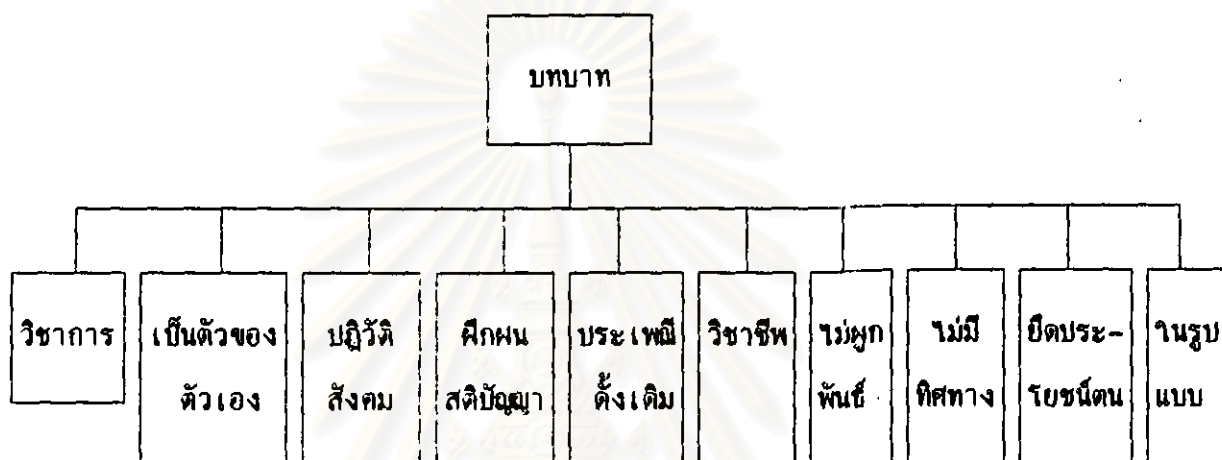 บทบาท
วิชาการ
เป็นตัวของ
ตัวเอง
ปฏิวัติ
สังคม
ฝึกฝน
สติปัญญา
ประเพณี
ดั้งเดิม
วิชาชีพ
ไม่ผูก
พันธ์
ไม่มี
ทิศทาง
ยึดประ-
โยชน์ตน
ในรูป
แบบ